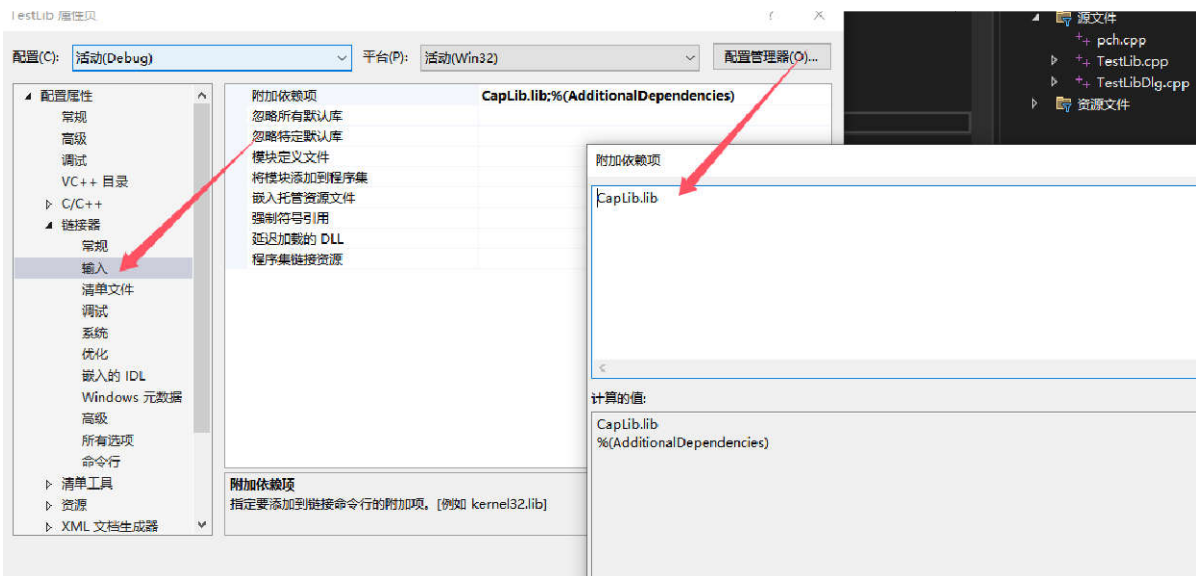 TestLib 属性页
配置(C): 活动(Debug) 平台(P): 活动(Win32) 配置管理器(O)...
配置属性
常规
高级
调试
VC++ 目录
C/C++
链接器
常规
输入
清单文件
调试
系统
优化
嵌入的 IDL
Windows 元数据
高级
所有选项
命令行
清单工具
资源
XML 文档生成器
附加依赖项 CapLib.lib;%(AdditionalDependencies)
忽略所有默认库
忽略特定默认库
模块定义文件
将模块添加到程序集
嵌入托管资源文件
强制符号引用
延迟加载的 DLL
程序集链接资源
附加依赖项
指定要添加到链接命令行的附加项。[例如 kernel32.lib]
附加依赖项
CapLib.lib
计算的值:
CapLib.lib
%(AdditionalDependencies)
源文件
pch.cpp
TestLib.cpp
TestLibDlg.cpp
资源文件